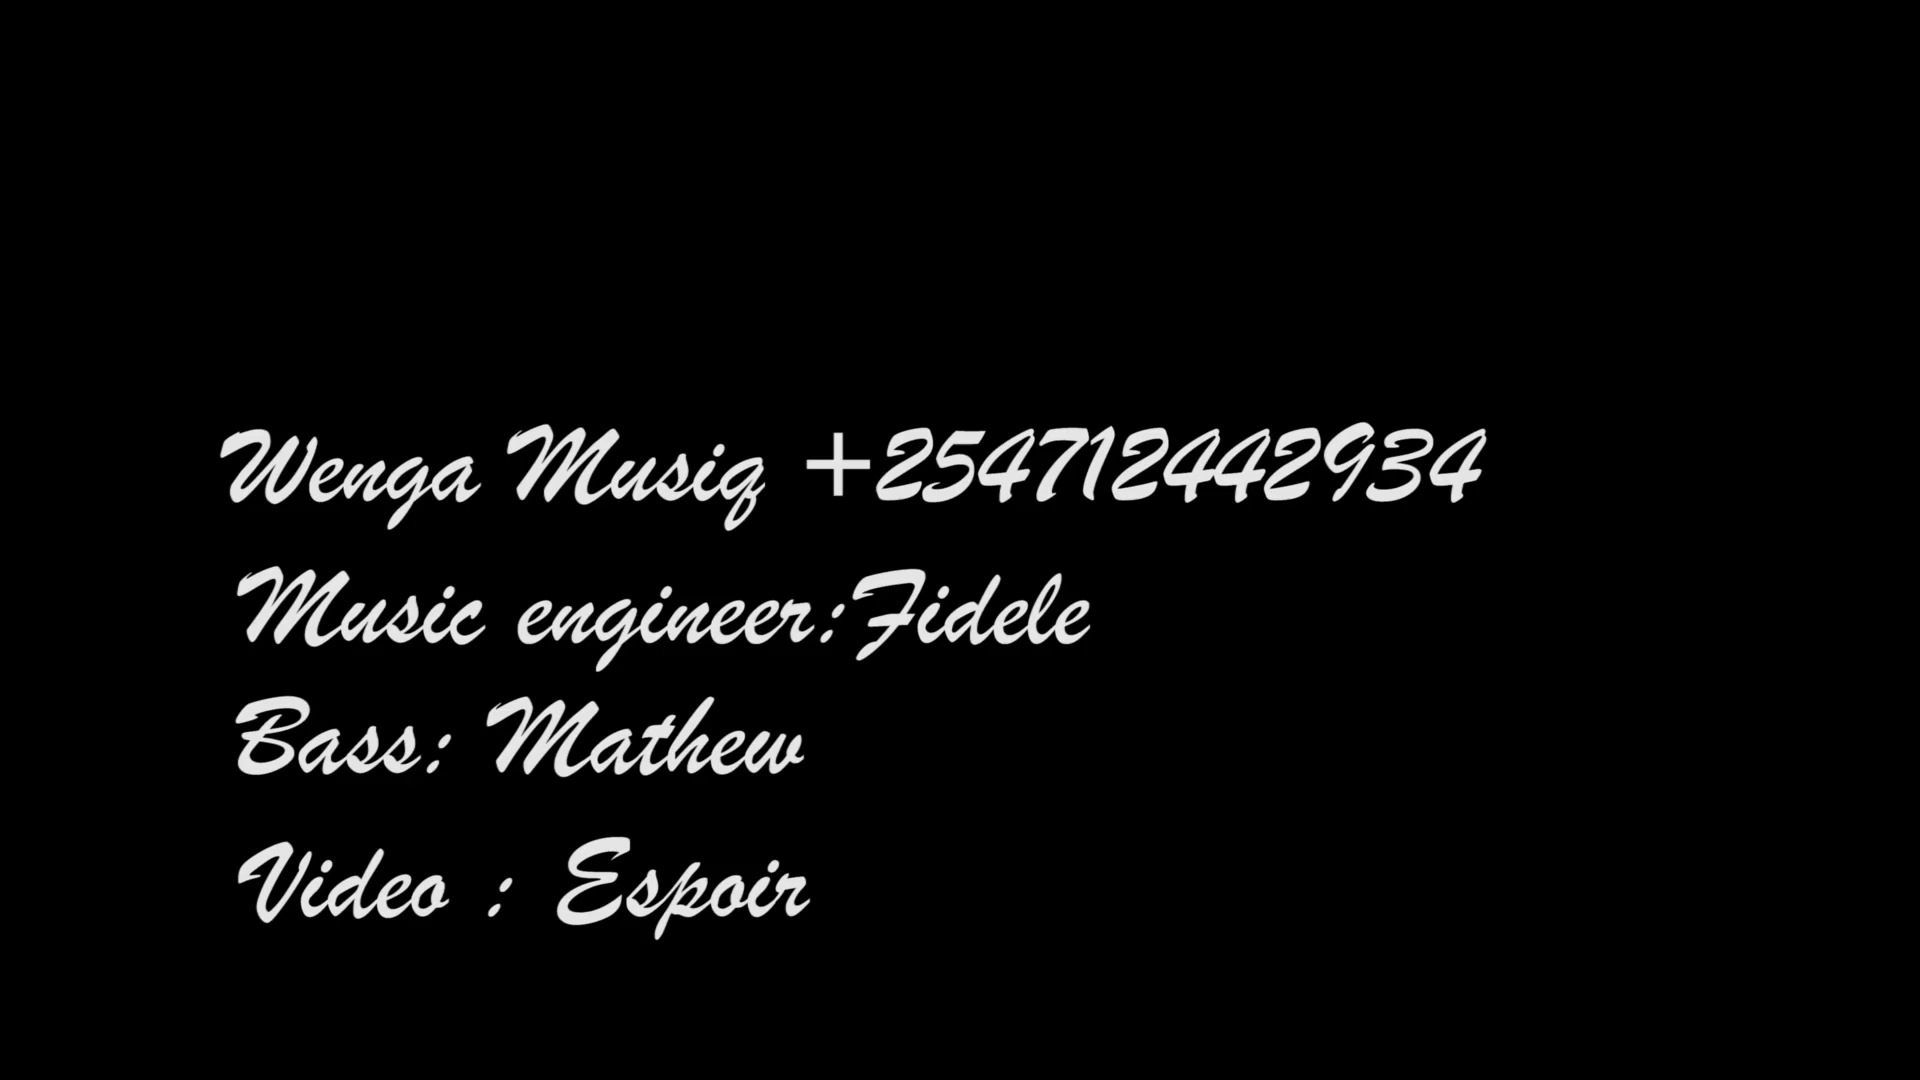 Wenga Musiq +254712442934
Music engineer:Fidele
Bass: Mathew
Video : Espoir